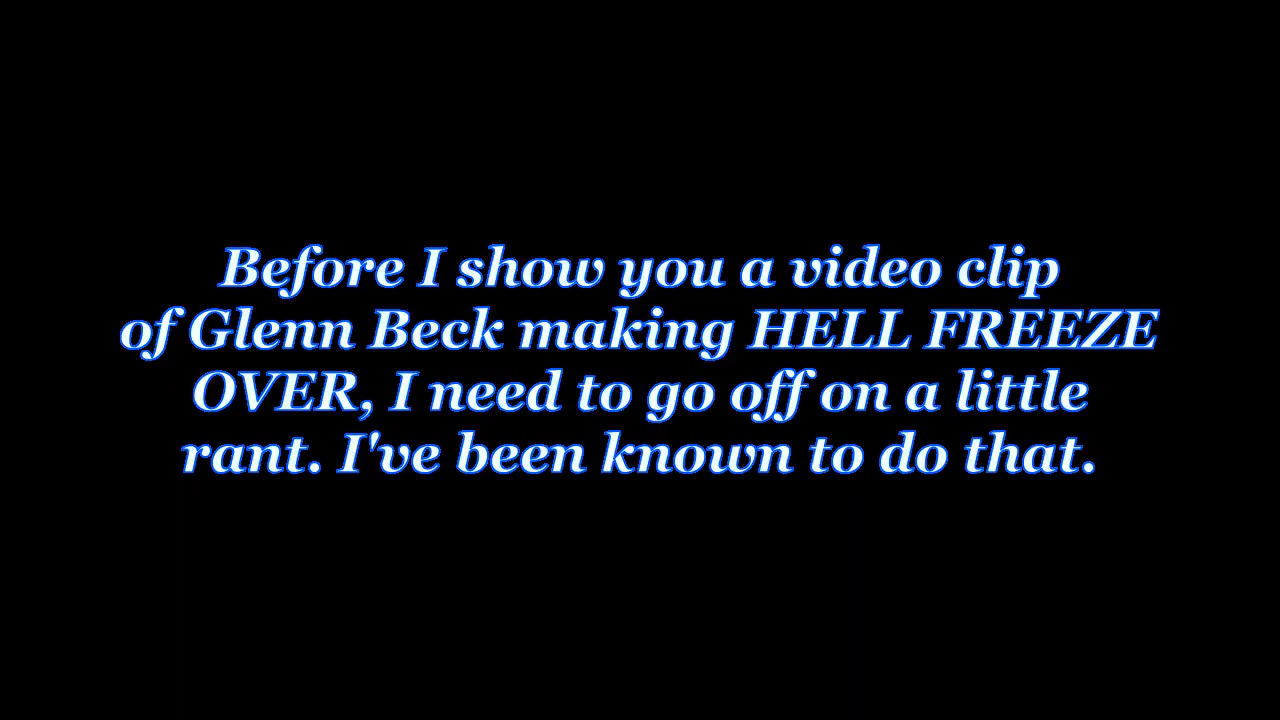 Before I show you a video clip
of Glenn Beck making HELL FREEZE
OVER, I need to go off on a little
rant. I've been known to do that.